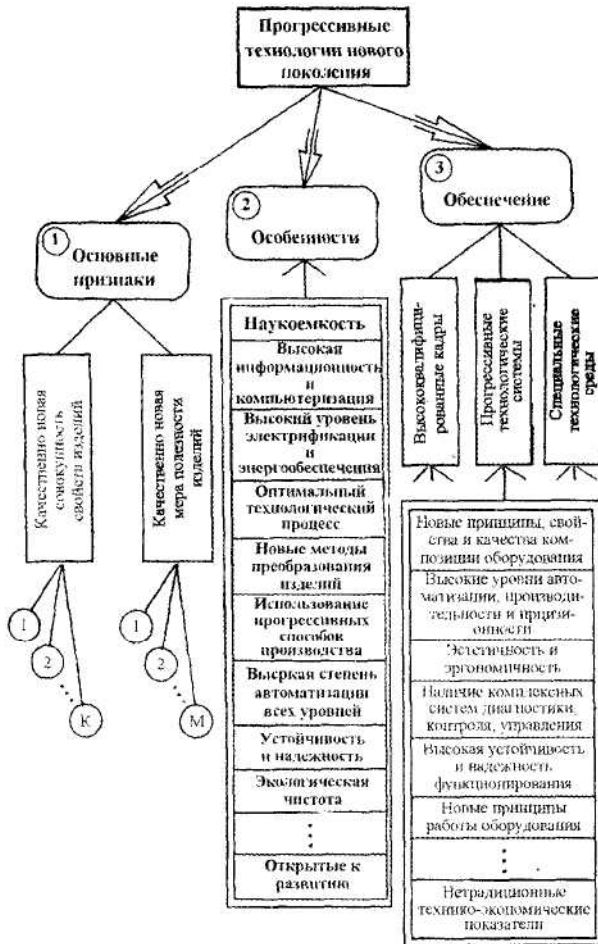 Прогрессивные
технологии нового
поколения
1
Основные
признаки
2
Особенности
3
Обеспечение
Качественно новая
совокупность
свойств изделий
Качественно новая
мера полезности
изделий
1
2
К
1
2
М
Наукоемкость
Высокая
информационность
и
компьютеризация
Высокий уровень
электрификации
и
энергообеспечения
Оптимальный
технологический
процесс
Новые методы
преобразования
изделий
Использование
прогрессивных
способов
производства
Высркая степень
автоматизации
всех уровней
Устойчивость
и надежность
Экологическая
чистота
Открытые к
развитию
Высококвалифици-
рованные кадры
Прогрессивные
технологические
системы
Специальные
технологические
среды
Новые принципы, свой-
ства и качества ком-
позиции оборудования
Высокие уровни авто-
матизации, производи-
тельности и прцизи-
онности
Эстетичность и
эргономичность
Наличие комплексных
систем диагностики,
контроля, управления
Высокая устойчивость
и надежность
функционирования
Новые принципы
работы оборудования
Нетрадиционные
технико-экономические
показатели